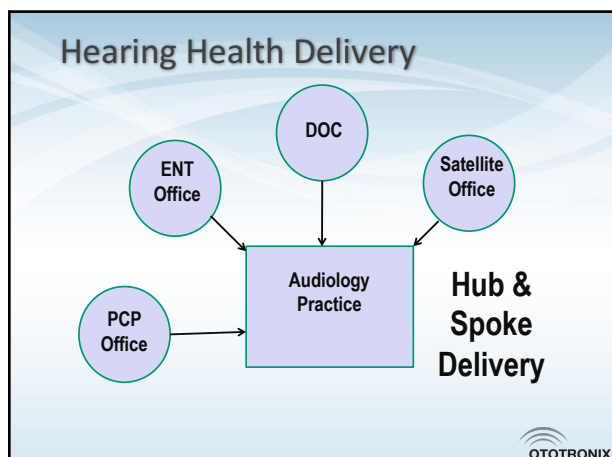 Hearing Health Delivery
DOC
ENT
Office
Satellite
Office
Audiology
Practice
PCP
Office
Hub &
Spoke
Delivery
OTOTRONIX